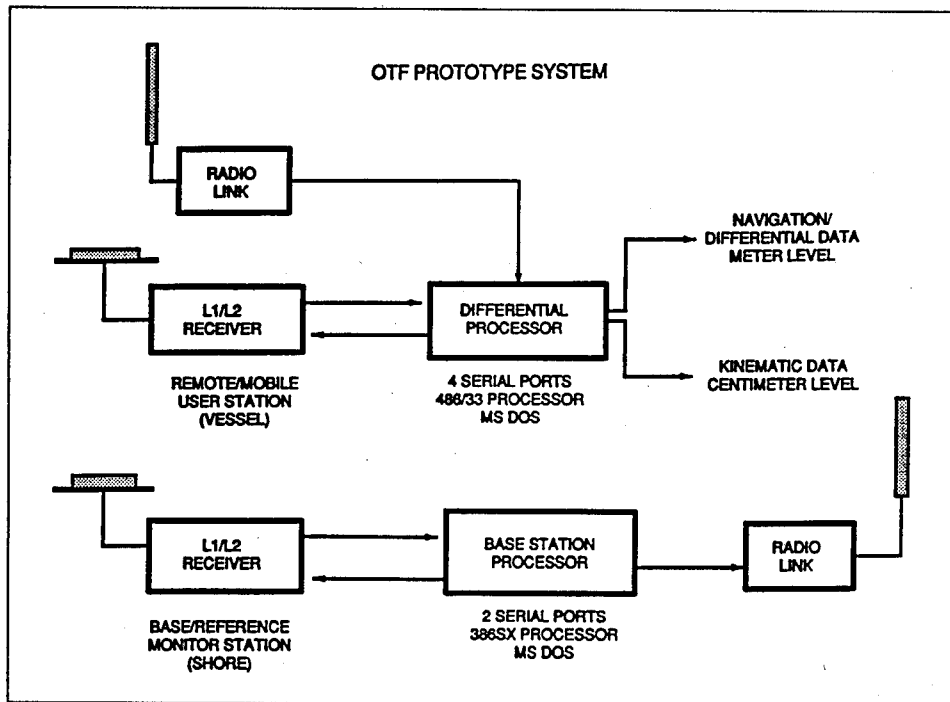 OTF PROTOTYPE SYSTEM
RADIO
LINK
NAVIGATION/
DIFFERENTIAL DATA
METER LEVEL
L1/L2
RECEIVER
DIFFERENTIAL
PROCESSOR
REMOTE/MOBILE
USER STATION
(VESSEL)
4 SERIAL PORTS
486/33 PROCESSOR
MS DOS
KINEMATIC DATA
CENTIMETER LEVEL
L1/L2
RECEIVER
BASE STATION
PROCESSOR
RADIO
LINK
BASE/REFERENCE
MONITOR STATION
(SHORE)
2 SERIAL PORTS
386SX PROCESSOR
MS DOS